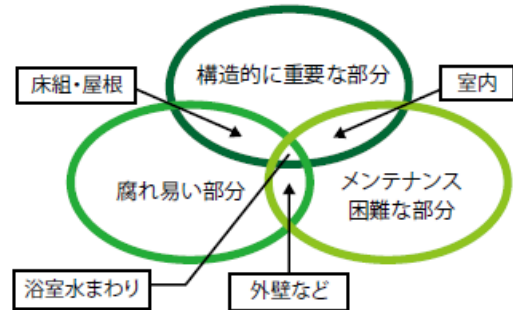 構造的に重要な部分
床組・屋根
室内
腐れ易い部分
メンテナンス
困難な部分
浴室水まわり
外壁など